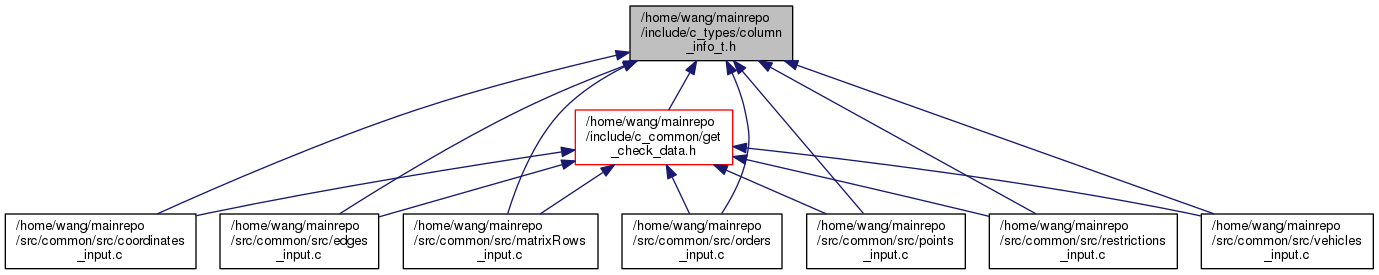 /home/wang/mainrepo
/include/c_types/column
_info_t.h
/home/wang/mainrepo
/include/c_common/get
_check_data.h
/home/wang/mainrepo
/src/common/src/coordinates
_input.c
/home/wang/mainrepo
/src/common/src/edges
_input.c
/home/wang/mainrepo
/src/common/src/matrixRows
_input.c
/home/wang/mainrepo
/src/common/src/orders
_input.c
/home/wang/mainrepo
/src/common/src/points
_input.c
/home/wang/mainrepo
/src/common/src/restrictions
_input.c
/home/wang/mainrepo
/src/common/src/vehicles
_input.c